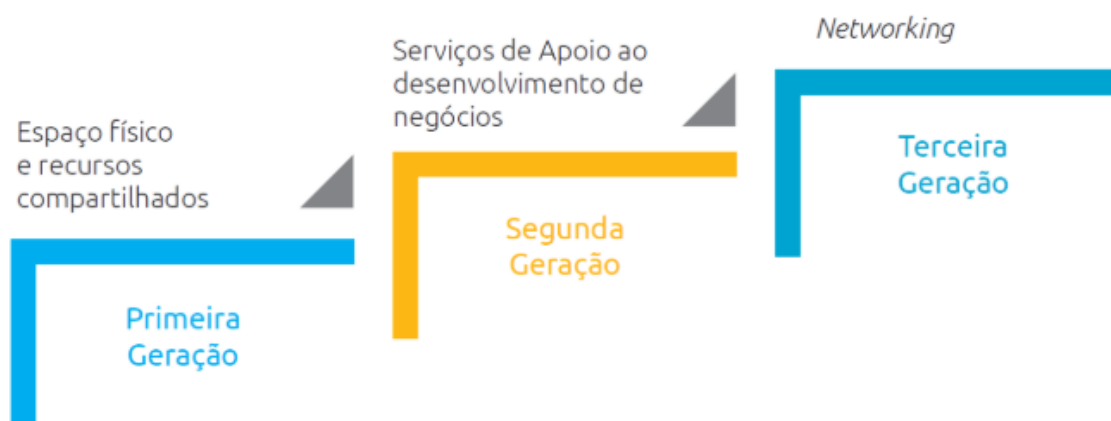 Espaço físico
e recursos
compartilhados
Primeira
Geração
Serviços de Apoio ao
desenvolvimento de
negócios
Segunda
Geração
Networking
Terceira
Geração